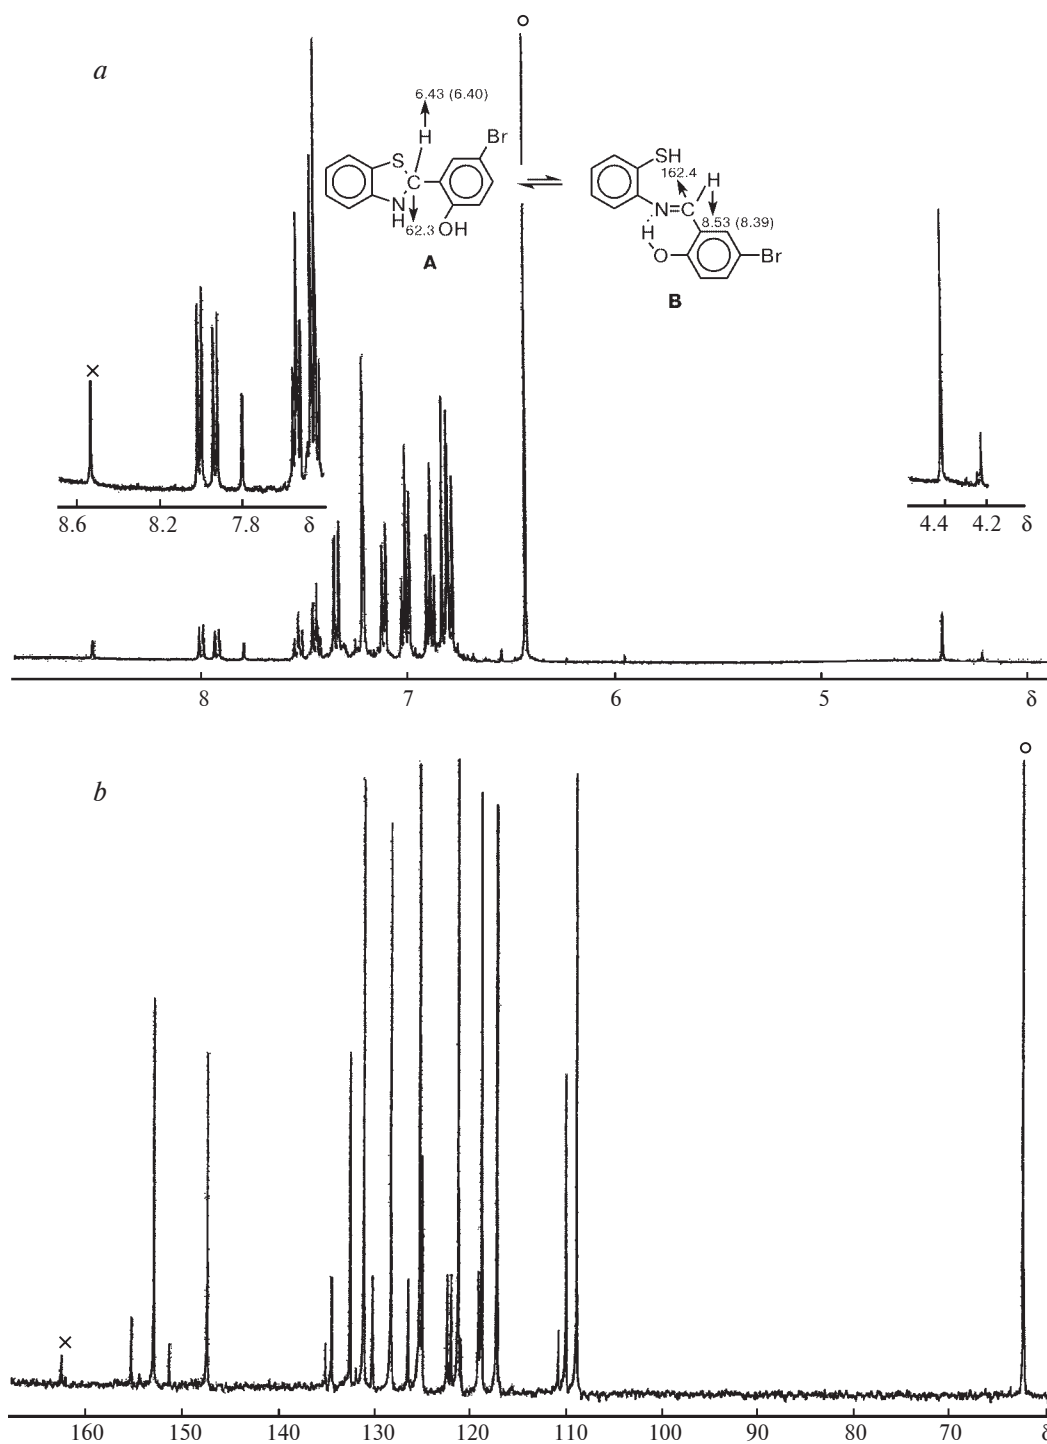 a
6.43 (6.40)
H
Br
S
C
N
H
62.3
OH
A
SH
162.4
H
N
C
8.53 (8.39)
H
O
Br
B
8.6 8.2 7.8 δ
4.4 4.2 δ
8 7 6 5 δ
b
160 150 140 130 120 110 100 90 80 70 δ